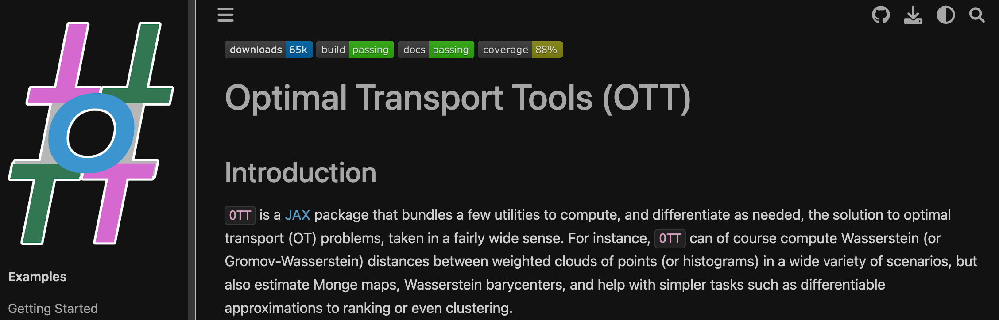 downloads 65k build passing docs passing coverage 88%
Optimal Transport Tools (OTT)
Introduction
OTT is a JAX package that bundles a few utilities to compute, and differentiate as needed, the solution to optimal
transport (OT) problems, taken in a fairly wide sense. For instance, OTT can of course compute Wasserstein (or
Gromov-Wasserstein) distances between weighted clouds of points (or histograms) in a wide variety of scenarios, but
also estimate Monge maps, Wasserstein barycenters, and help with simpler tasks such as differentiable
approximations to ranking or even clustering.
Examples
Getting Started